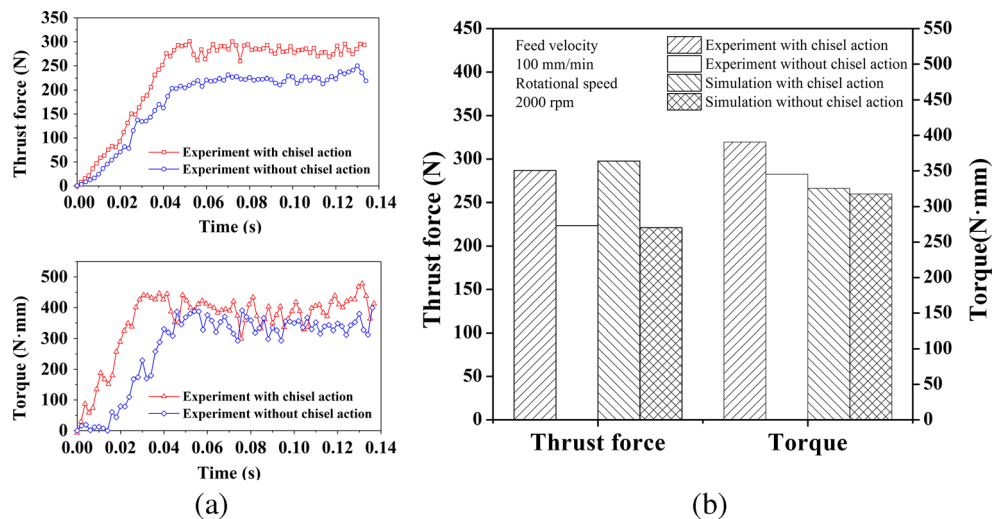 Thrust force (N)
350
300
250
200
150
100
50
0
Experiment with chisel action
Experiment without chisel action
0.00 0.02 0.04 0.06 0.08 0.10 0.12 0.14
Time (s)
Torque (N·mm)
500
400
300
200
100
0
Experiment with chisel action
Experiment without chisel action
0.00 0.02 0.04 0.06 0.08 0.10 0.12 0.14
Time (s)
(a)
Thrust force (N)
450
400
350
300
250
200
150
100
50
0
Feed velocity
100 mm/min
Rotational speed
2000 rpm
Experiment with chisel action
Experiment without chisel action
Simulation with chisel action
Simulation without chisel action
Thrust force Torque
550
500
450
400
350
300
250
200
150
100
50
0
Torque(N·mm)
(b)